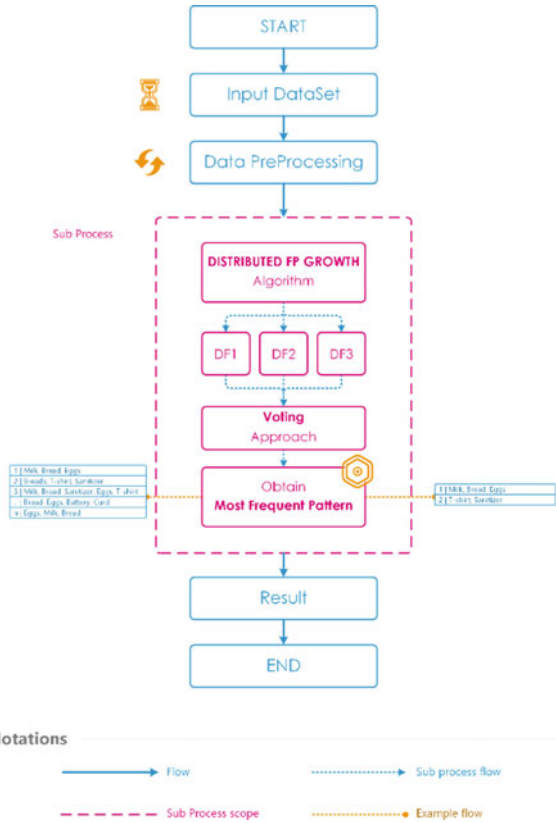 START
Input DataSet
Data PreProcessing
Sub Process
DISTRIBUTED FP GROWTH
Algorithm
DF1 DF2 DF3
Voling
Approach
Obtain
Most Frequent Pattern
1 | Milk, Bread, Eggs
2 | Breads, T-shirt, Sanitizer
3 | Milk, Bread, Sanitizer, Eggs, T-shirt
.. | Bread, Eggs, Battery, Card
n | Eggs, Milk, Bread
1 | Milk, Bread, Eggs
2 | T-shirt, Sanitizer
Result
END
lotations
Flow
Sub process flow
Sub Process scope
Example flow